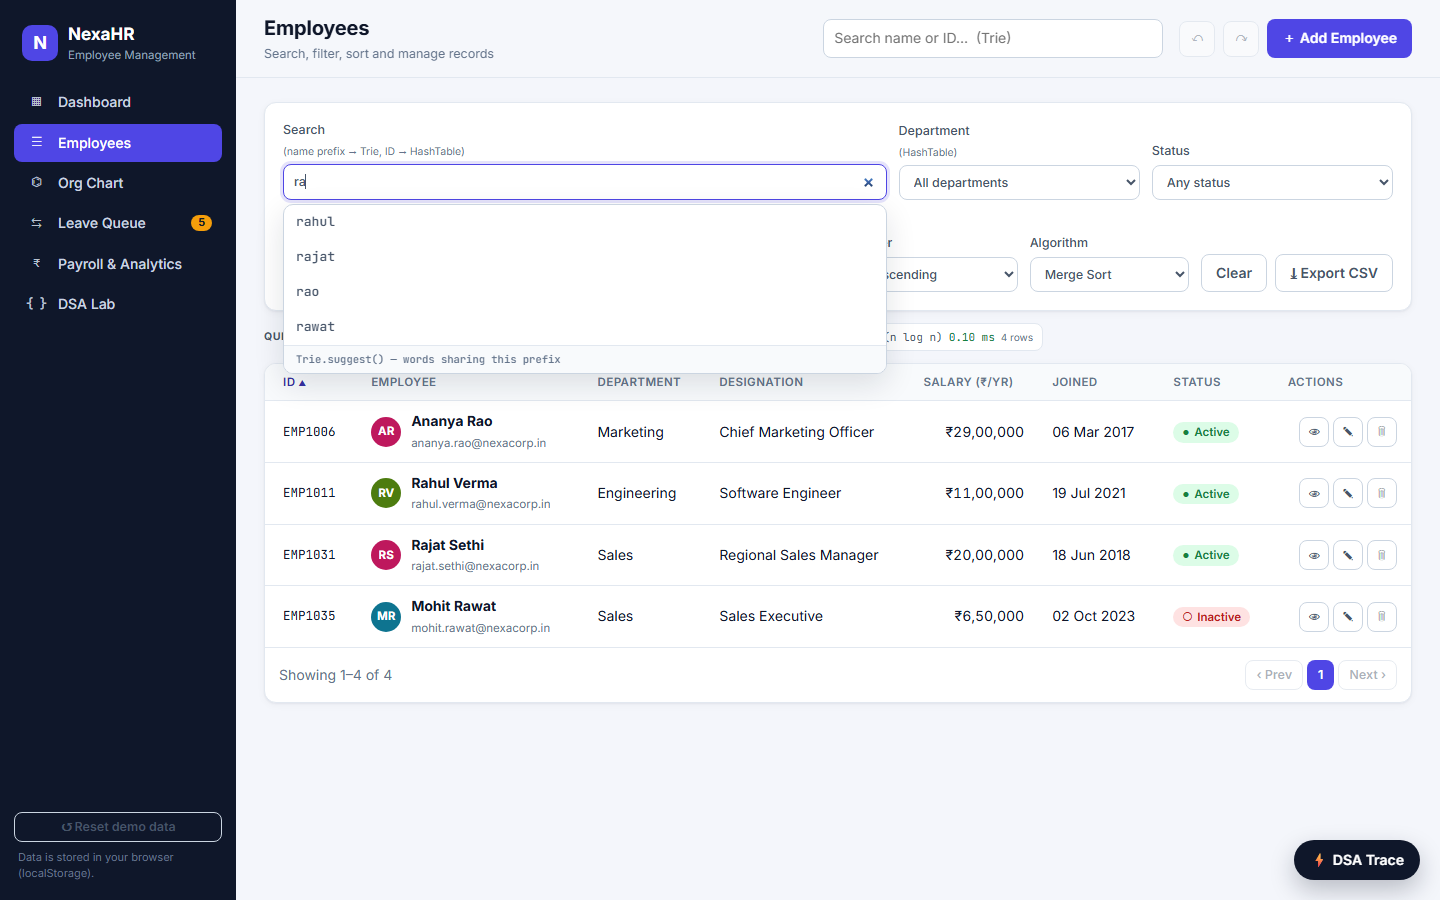 N
NexaHR
Employee Management
Dashboard
Employees
Org Chart
Leave Queue
5
₹ Payroll & Analytics
{ } DSA Lab
↺ Reset demo data
Data is stored in your browser
(localStorage).
Employees
Search, filter, sort and manage records
Search name or ID... (Trie)
+ Add Employee
Search
(name prefix → Trie, ID → HashTable)
ra
×
Department
(HashTable)
All departments
Status
Any status
rahul
rajat
rao
rawat
Trie.suggest() — words sharing this prefix
scending
Algorithm
Merge Sort
Clear
Export CSV
(n log n) 0.10 ms 4 rows
ID ▲ EMPLOYEE DEPARTMENT DESIGNATION SALARY (₹/YR) JOINED STATUS ACTIONS
EMP1006 AR Ananya Rao Marketing Chief Marketing Officer ₹29,00,000 06 Mar 2017 ● Active
ananya.rao@nexacorp.in
EMP1011 RV Rahul Verma Engineering Software Engineer ₹11,00,000 19 Jul 2021 ● Active
rahul.verma@nexacorp.in
EMP1031 RS Rajat Sethi Sales Regional Sales Manager ₹20,00,000 18 Jun 2018 ● Active
rajat.sethi@nexacorp.in
EMP1035 MR Mohit Rawat Sales Sales Executive ₹6,50,000 02 Oct 2023 ○ Inactive
mohit.rawat@nexacorp.in
Showing 1–4 of 4
‹ Prev 1 Next ›
DSA Trace